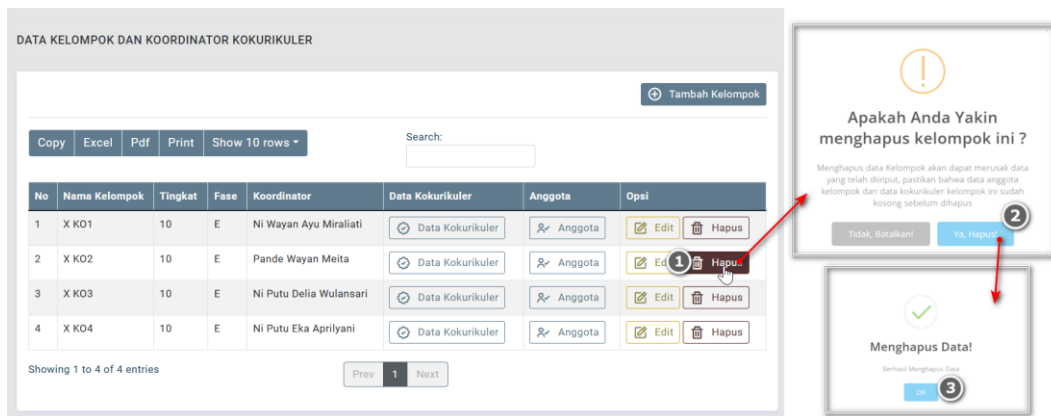 DATA KELOMPOK DAN KOORDINATOR KOKURIKULER
Tambah Kelompok
Copy Excel Pdf Print Show 10 rows
Search:
No Nama Kelompok Tingkat Fase Koordinator Data Kokurikuler Anggota Opsi
1 X KO1 10 E Ni Wayan Ayu Miraliati Data Kokurikuler Anggota Edit Hapus
2 X KO2 10 E Pande Wayan Meita Data Kokurikuler Anggota Ed 1 Hapus
3 X KO3 10 E Ni Putu Delia Wulansari Data Kokurikuler Anggota Edit Hapus
4 X KO4 10 E Ni Putu Eka Aprilyani Data Kokurikuler Anggota Edit Hapus
Showing 1 to 4 of 4 entries
Prev 1 Next
Apakah Anda Yakin
menghapus kelompok ini ?
Menghapus data Kelompok akan dapat merusak data
yang telah diinput, pastikan bahwa data anggota
kelompok dan data kokurikuler kelompok ini sudah
kosong sebelum dihapus
2
Tidak, Batalkan! Ya, Hapus!
Menghapus Data!
Berhasil Menghapus Data
OK 3